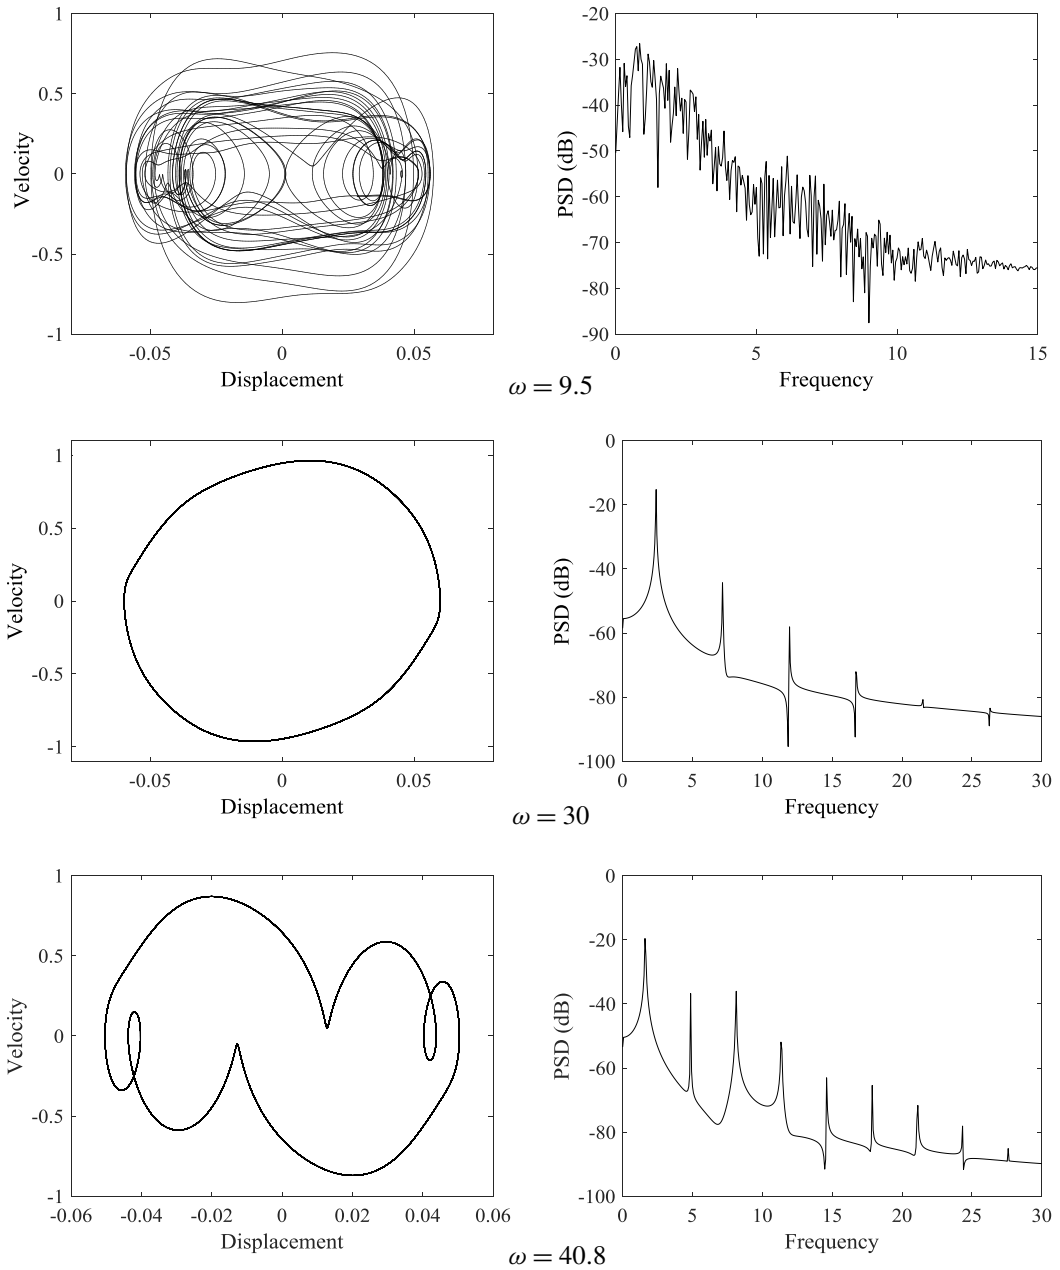 1
0.5
0
-0.5
-1
Velocity
-0.05 0 0.05
Displacement
-20
-30
-40
-50
-60
-70
-80
-90
PSD (dB)
0 5 10 15
Frequency
ω = 9.5
1
0.5
0
-0.5
-1
Velocity
-0.05 0 0.05
Displacement
0
-20
-40
-60
-80
-100
PSD (dB)
0 5 10 15 20 25 30
Frequency
ω = 30
1
0.5
0
-0.5
-1
Velocity
-0.06 -0.04 -0.02 0 0.02 0.04 0.06
Displacement
0
-20
-40
-60
-80
-100
PSD (dB)
0 5 10 15 20 25 30
Frequency
ω = 40.8